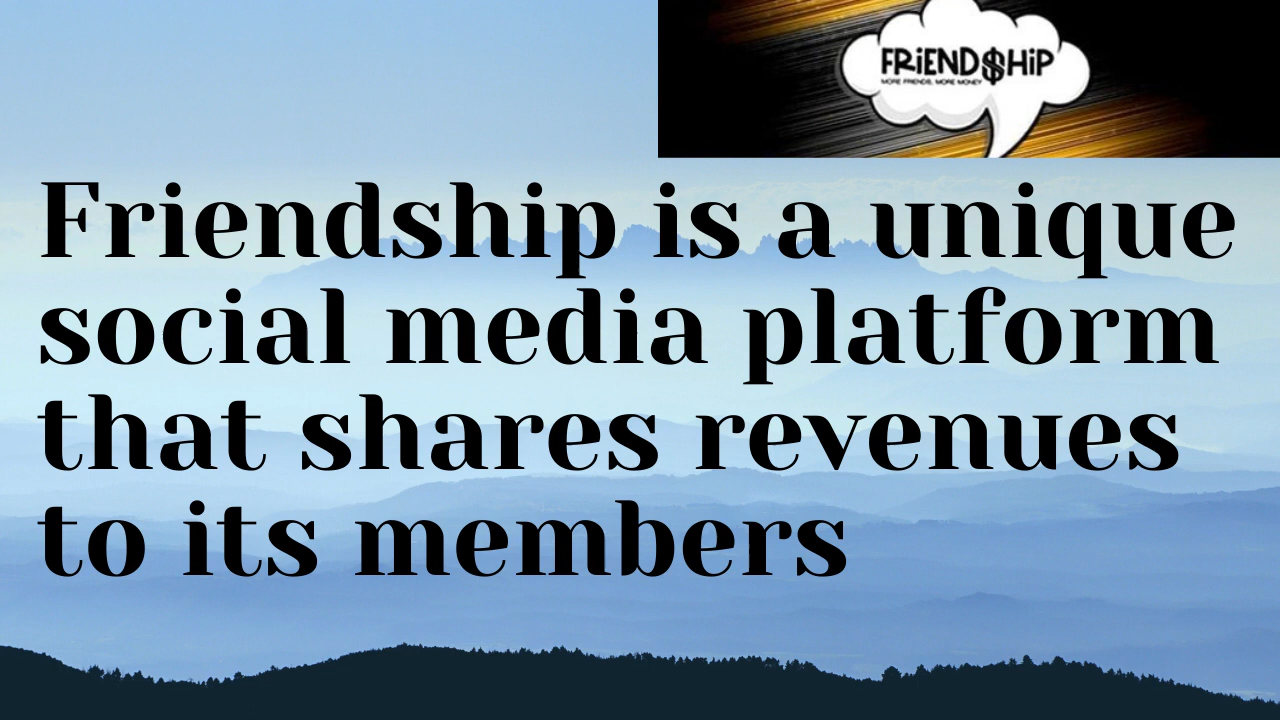 FRiEND$HiP
MORE FRIENDS, MORE MONEY
Friendship is a unique
social media platform
that shares revenues
to its members